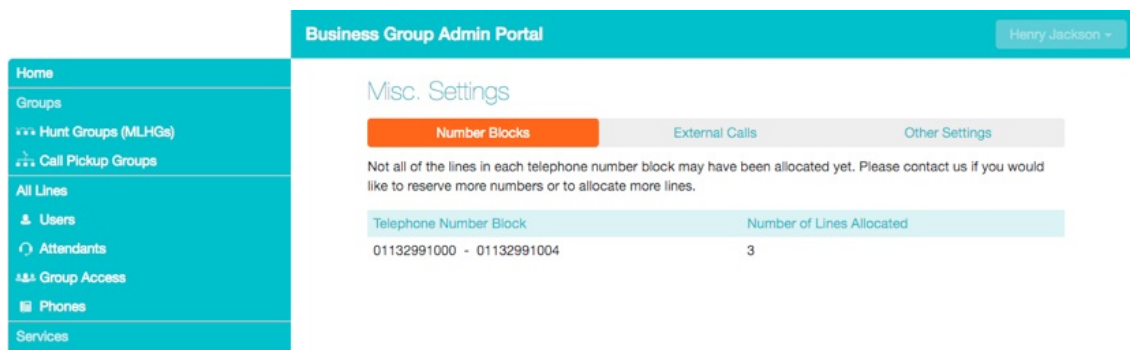 Business Group Admin Portal
Henry Jackson
Home
Groups
Hunt Groups (MLHGs)
Call Pickup Groups
All Lines
Users
Attendants
Group Access
Phones
Services
Misc. Settings
Number Blocks External Calls Other Settings
Not all of the lines in each telephone number block may have been allocated yet. Please contact us if you would
like to reserve more numbers or to allocate more lines.
Telephone Number Block Number of Lines Allocated
01132991000 - 01132991004 3